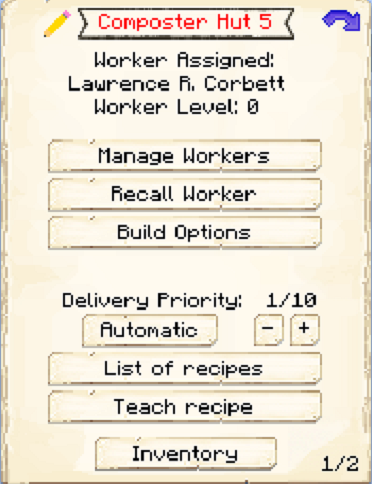 Composter Hut 5
Worker Assigned:
Lawrence R. Corbett
Worker Level: 0
Manage Workers
Recall Worker
Build Options
Delivery Priority: 1/10
Automatic - +
List of recipes
Teach recipe
Inventory
1/2